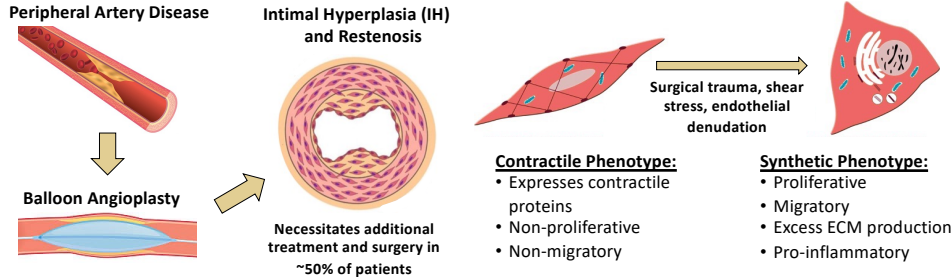 Peripheral Artery Disease
Balloon Angioplasty
Intimal Hyperplasia (IH)
and Restenosis
Necessitates additional
treatment and surgery in
~50% of patients
Surgical trauma, shear
stress, endothelial
denudation
Contractile Phenotype:
• Expresses contractile
proteins
• Non-proliferative
• Non-migratory
Synthetic Phenotype:
• Proliferative
• Migratory
• Excess ECM production
• Pro-inflammatory